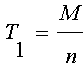 T₁ = M/n